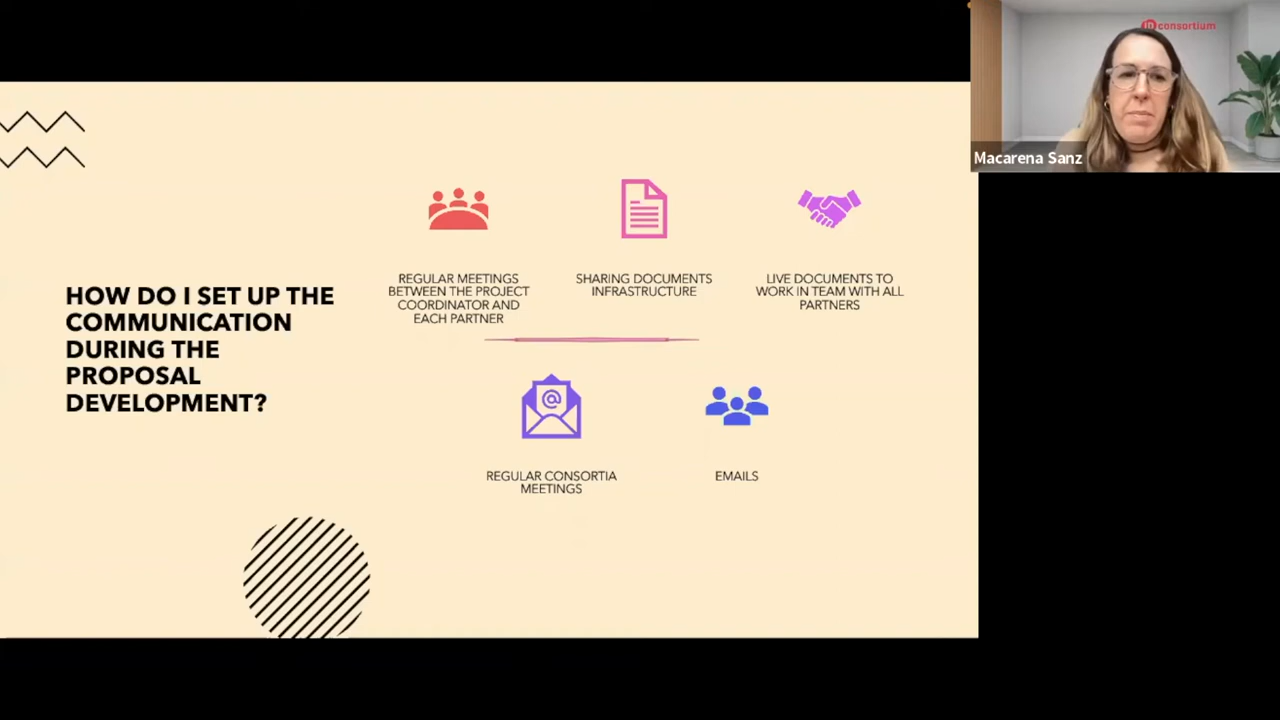 consortium
Macarena Sanz
HOW DO I SET UP THE
COMMUNICATION
DURING THE
PROPOSAL
DEVELOPMENT?
REGULAR MEETINGS
BETWEEN THE PROJECT
COORDINATOR AND
EACH PARTNER
SHARING DOCUMENTS
INFRASTRUCTURE
LIVE DOCUMENTS TO
WORK IN TEAM WITH ALL
PARTNERS
@
REGULAR CONSORTIA
MEETINGS
EMAILS